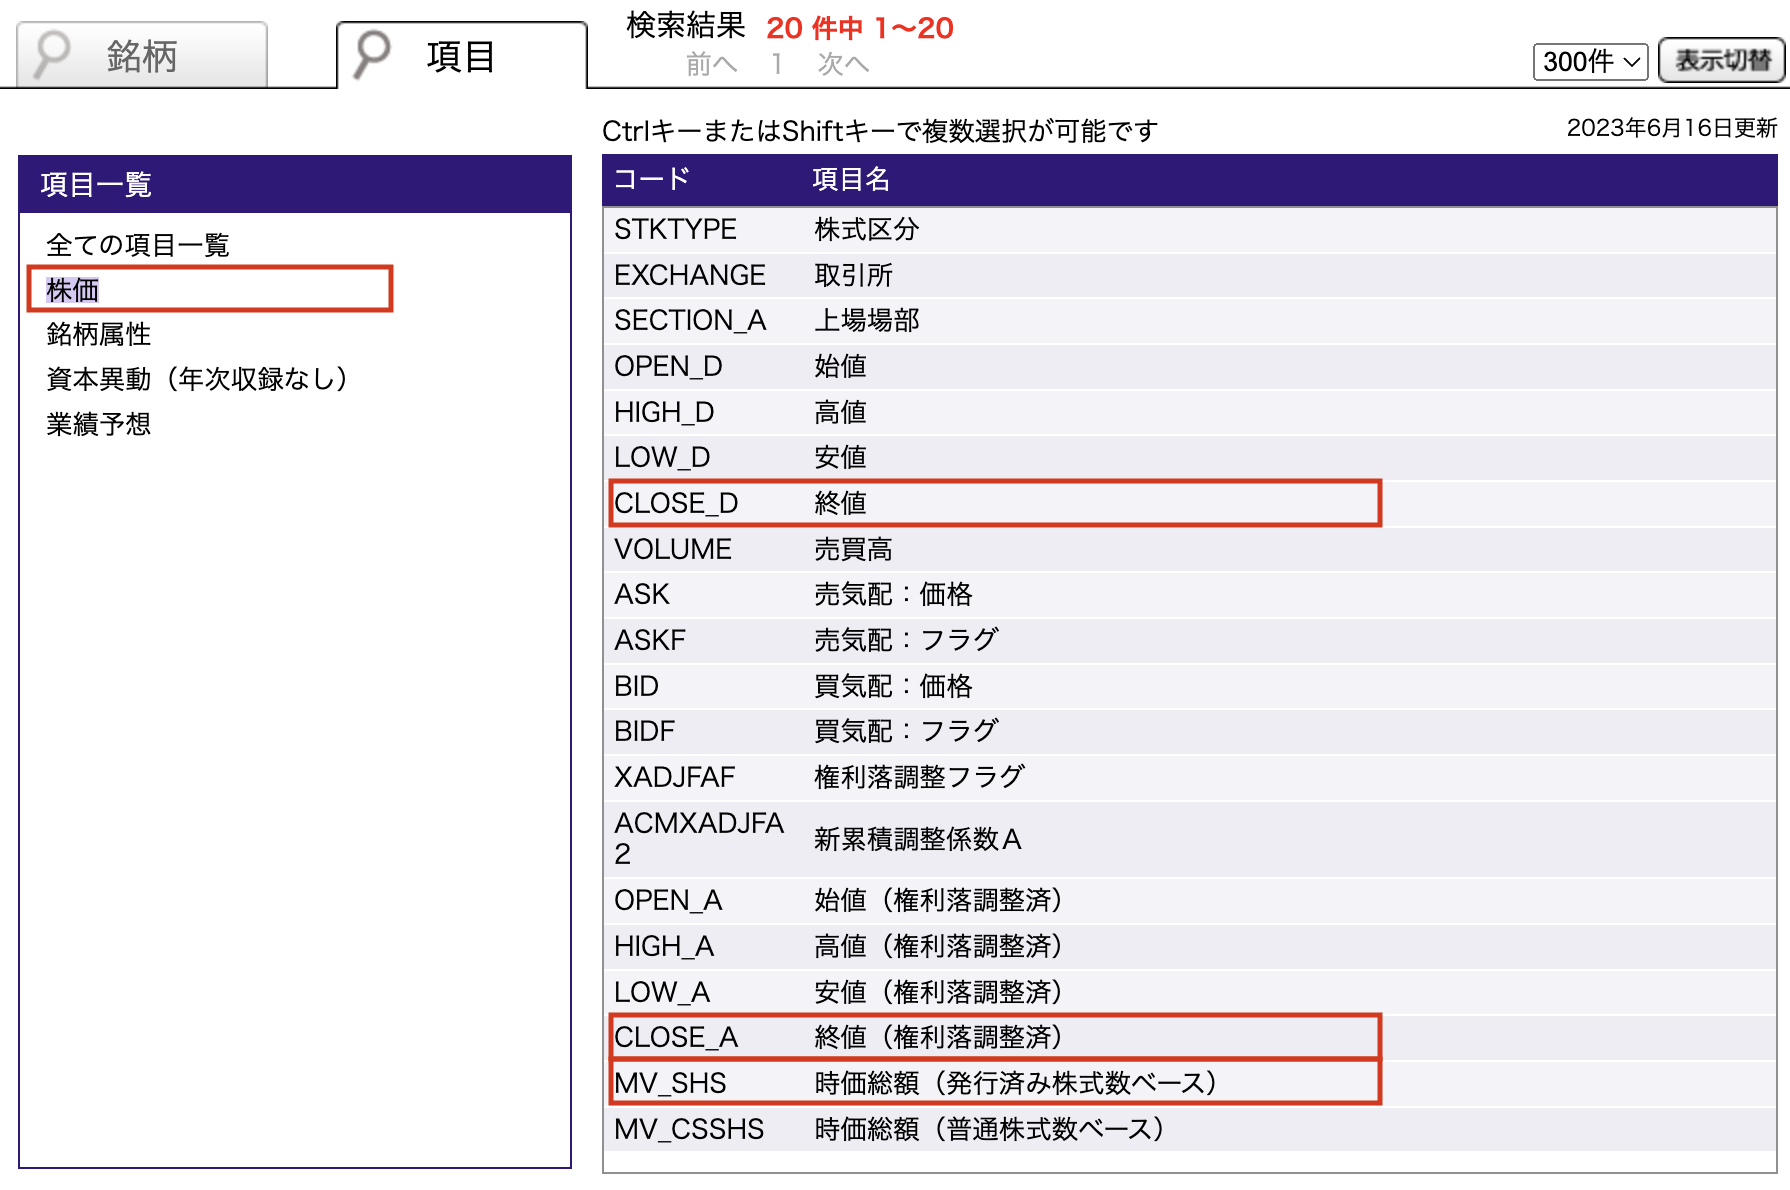 銘柄
項目
検索結果 20 件中 1～20
前へ 1 次へ
300件
表示切替
CtrlキーまたはShiftキーで複数選択が可能です
2023年6月16日更新
項目一覧
全ての項目一覧
株価
銘柄属性
資本異動（年次収録なし）
業績予想
コード 項目名
STKTYPE 株式区分
EXCHANGE 取引所
SECTION_A 上場場部
OPEN_D 始値
HIGH_D 高値
LOW_D 安値
CLOSE_D 終値
VOLUME 売買高
ASK 売気配：価格
ASKF 売気配：フラグ
BID 買気配：価格
BIDF 買気配：フラグ
XADJFAF 権利落調整フラグ
ACMXADJFA
2 新累積調整係数Ａ
OPEN_A 始値（権利落調整済）
HIGH_A 高値（権利落調整済）
LOW_A 安値（権利落調整済）
CLOSE_A 終値（権利落調整済）
MV_SHS 時価総額（発行済み株式数ベース）
MV_CSSHS 時価総額（普通株式数ベース）